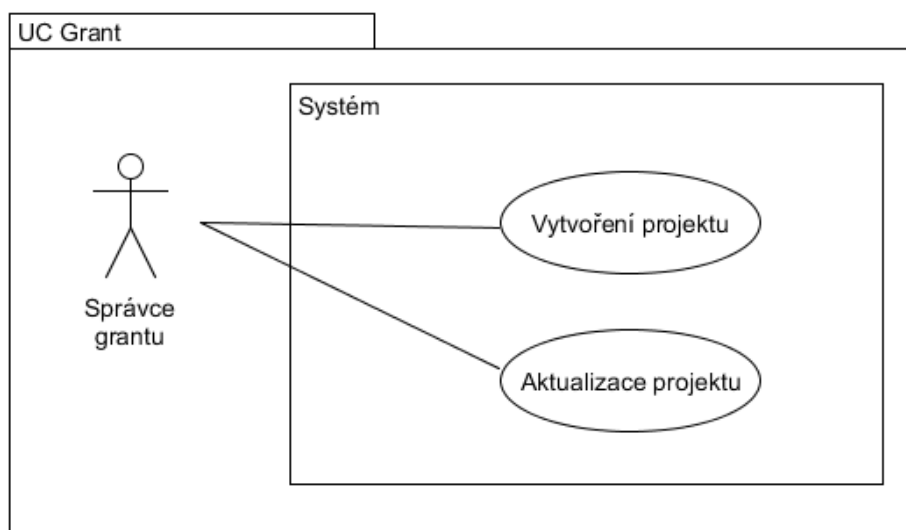 UC Grant
Systém
Vytvoření projektu
Správce
grantu
Aktualizace projektu